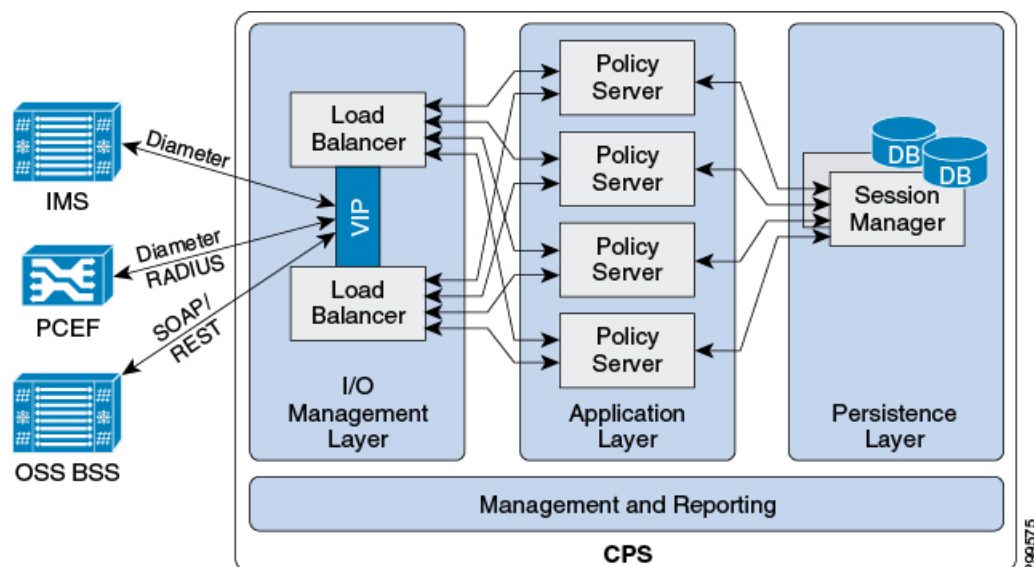 IMS
PCEF
OSS BSS
Diameter
Diameter
RADIUS
SOAP/
REST
Load
Balancer
VIP
Load
Balancer
I/O
Management
Layer
Policy
Server
Policy
Server
Policy
Server
Policy
Server
Application
Layer
DB
DB
Session
Manager
Persistence
Layer
Management and Reporting
CPS